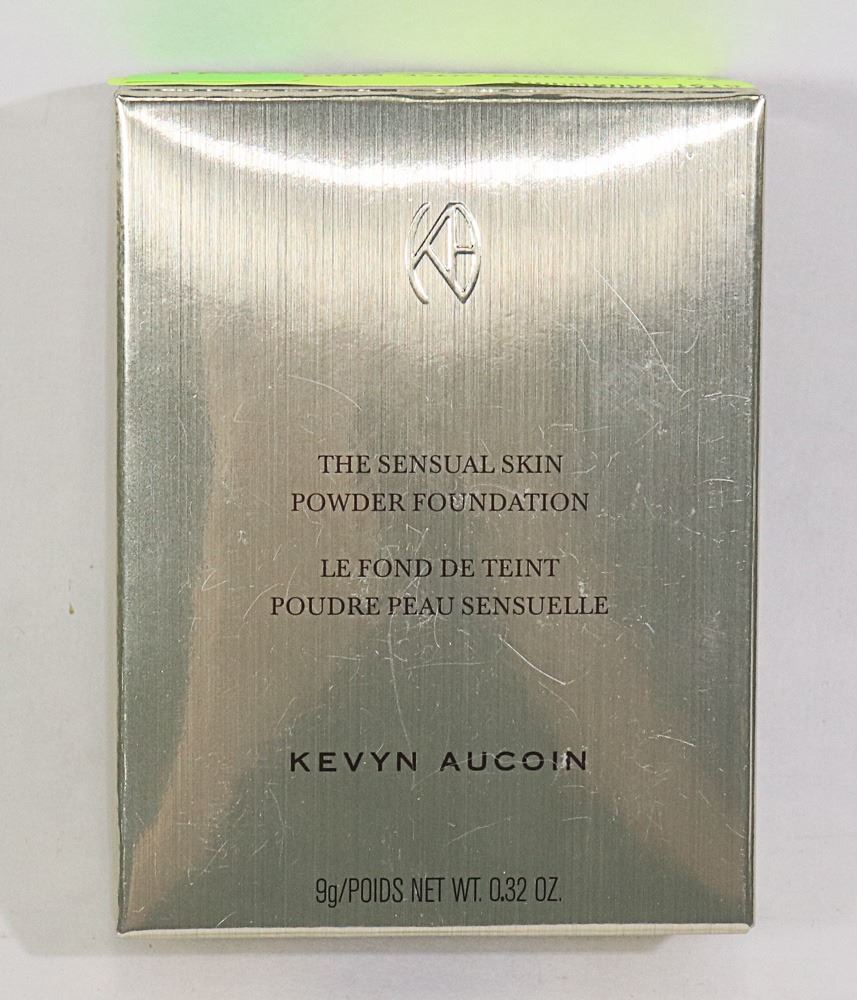 THE SENSUAL SKIN
POWDER FOUNDATION
LE FOND DE TEINT
POUDRE PEAU SENSUELLE
KEVYN AUCOIN
9g/POIDS NET WT. 0.32 OZ.